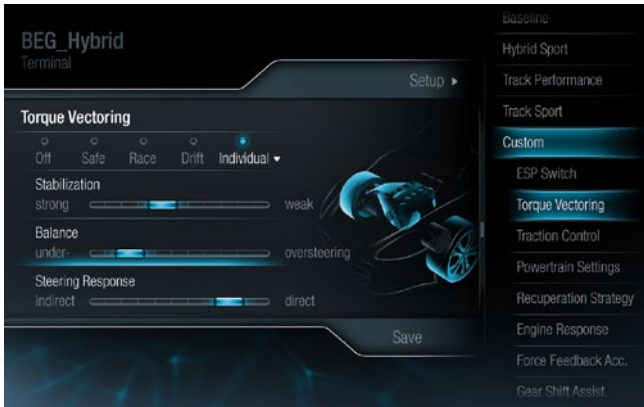 BEG_Hybrid
Terminal
Setup
Torque Vectoring
Off Safe Race Drift Individual
Stabilization
strong weak
Balance
under- oversteering
Steering Response
indirect direct
Save
Baseline
Hybrid Sport
Track Performance
Track Sport
Custom
ESP Switch
Torque Vectoring
Traction Control
Powertrain Settings
Recuperation Strategy
Engine Response
Force Feedback Acc.
Gear Shift Assist.